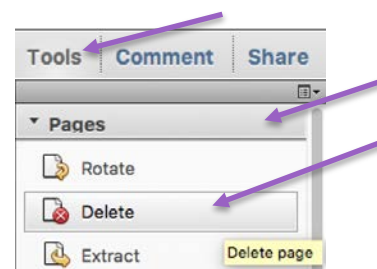 Tools Comment Share
Pages
Rotate
Delete
Extract Delete page